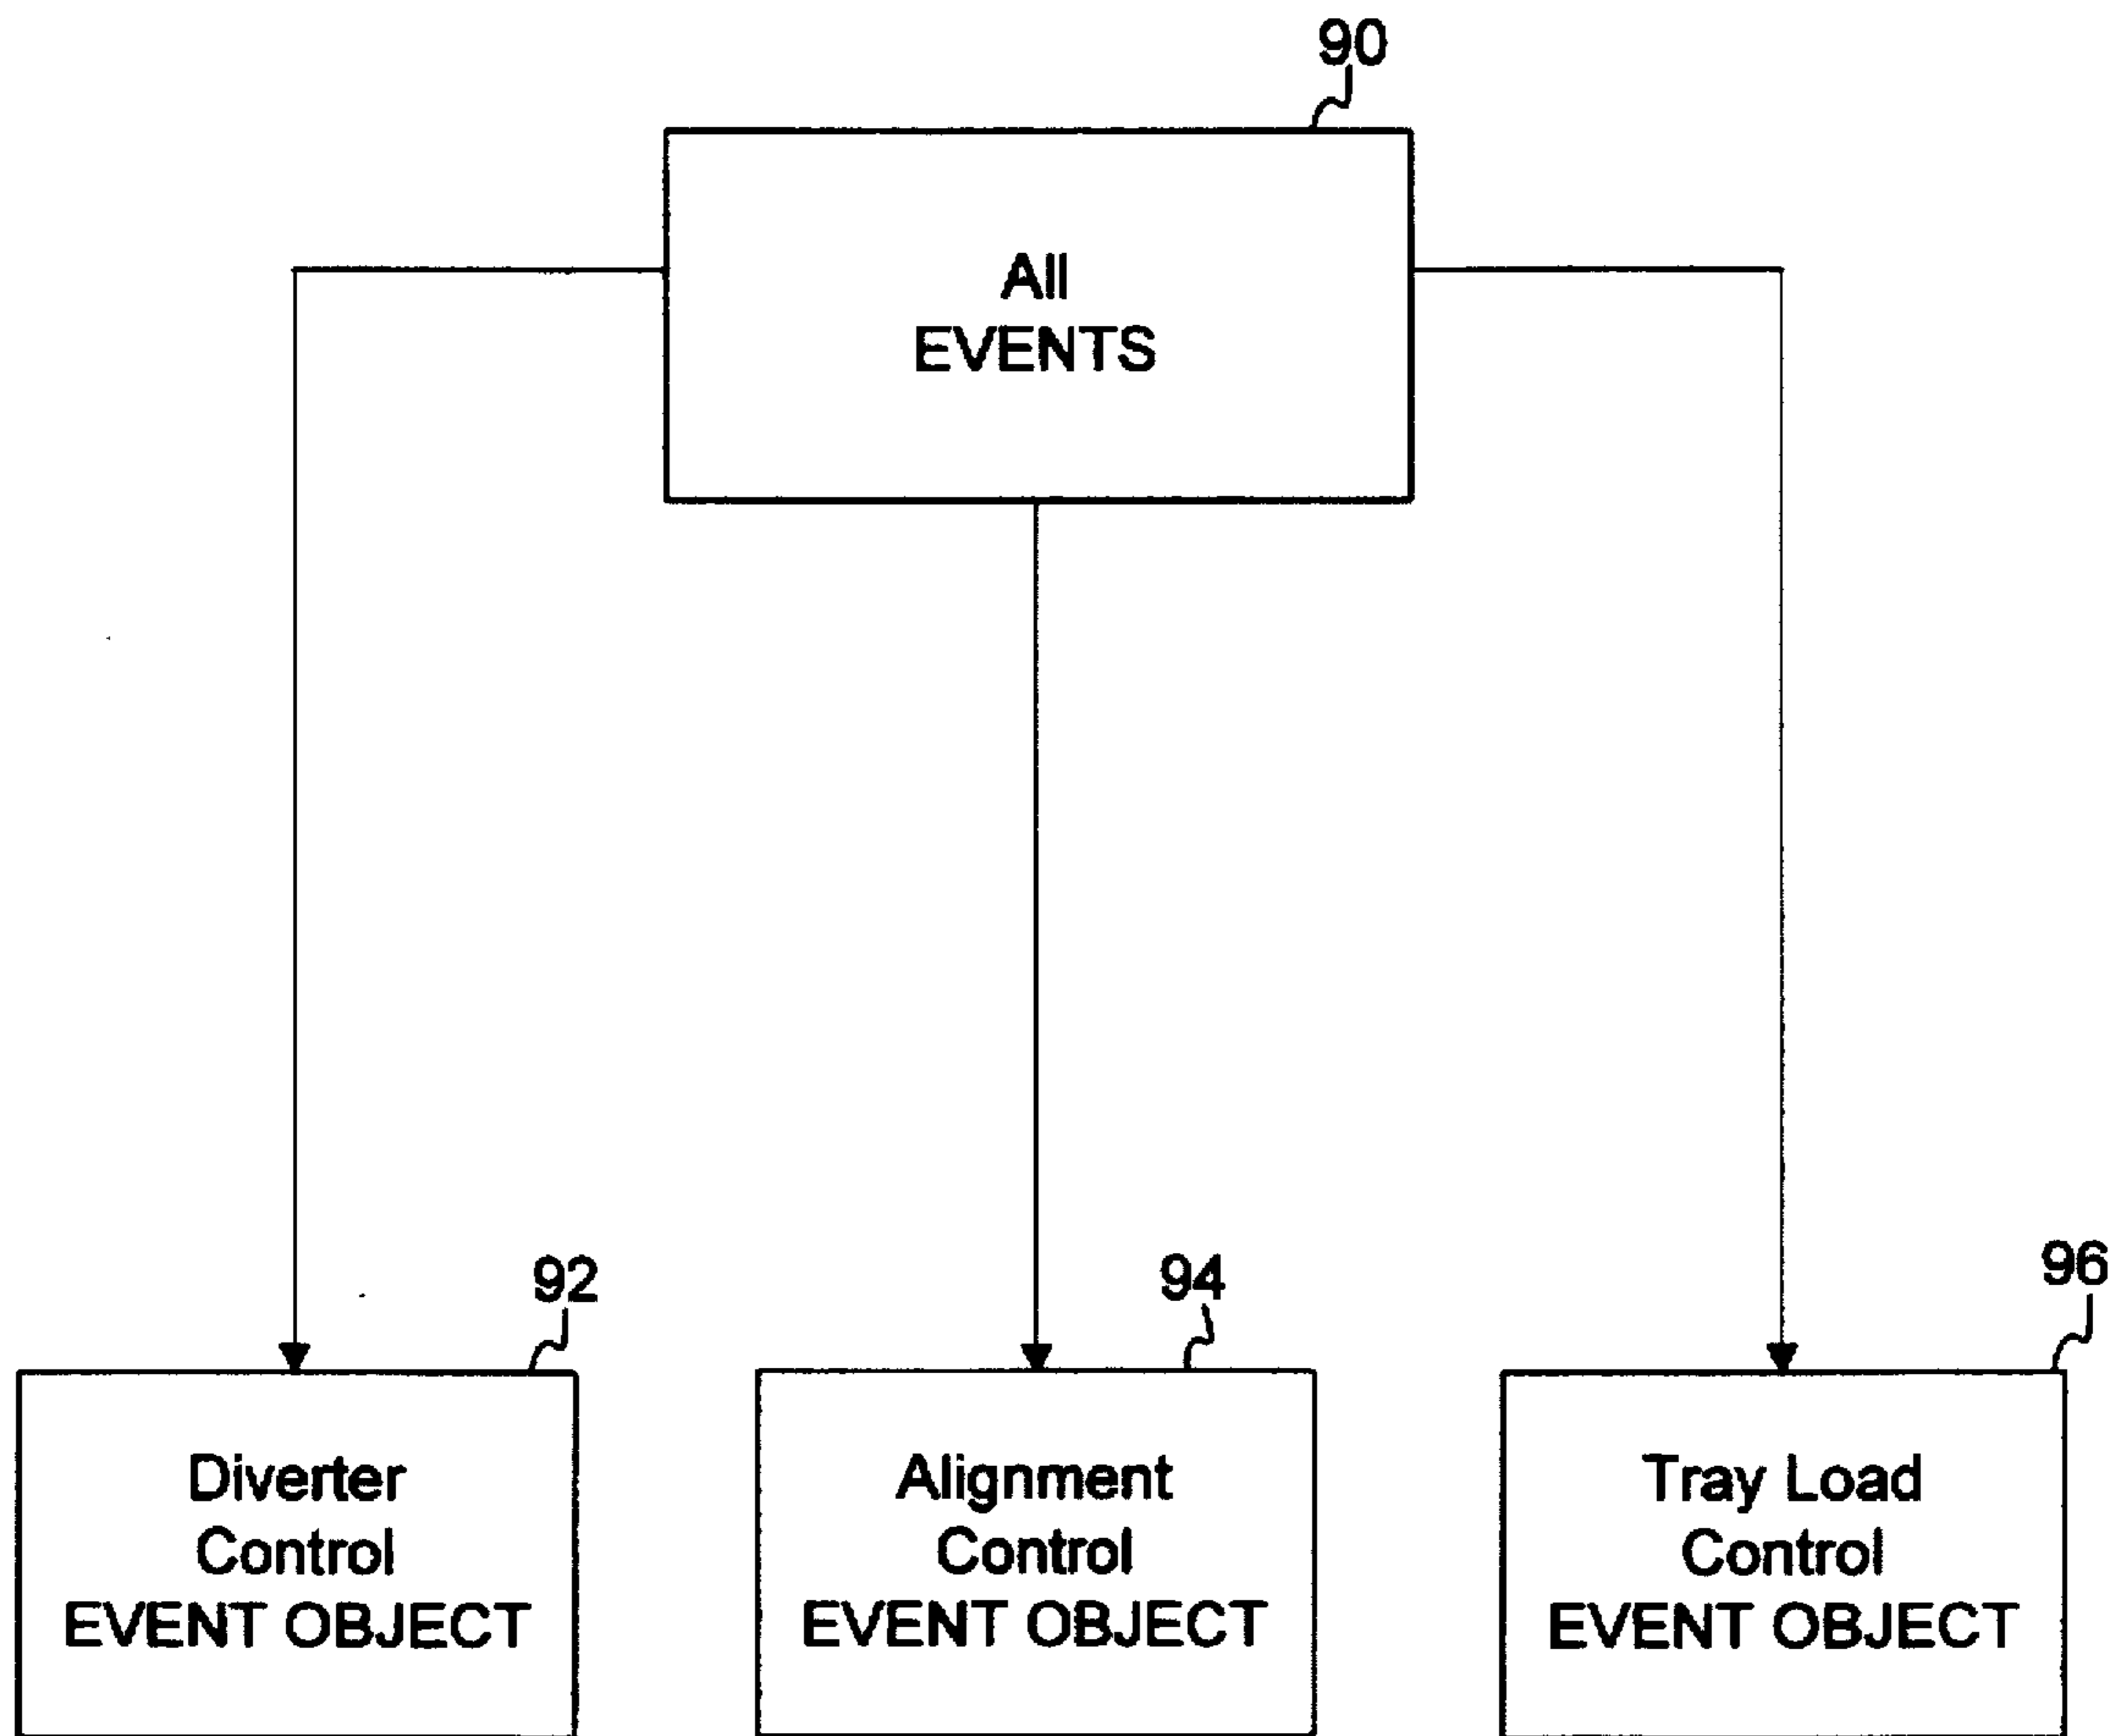 90
All
EVENTS
92
94
96
Diverter
Control
EVENT OBJECT
Alignment
Control
EVENT OBJECT
Tray Load
Control
EVENT OBJECT